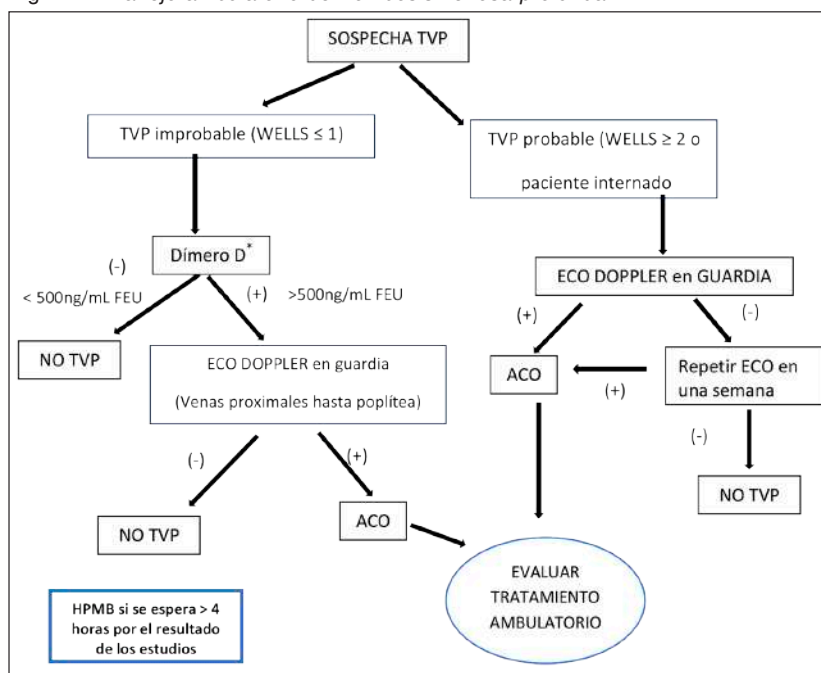 SOSPECHA TVP
TVP improbable (WELLS ≤ 1)
TVP probable (WELLS ≥ 2 o
paciente internado
Dímero D*
(-)
< 500ng/mL FEU
(+)
>500ng/mL FEU
ECO DOPPLER en GUARDIA
(+)
(-)
NO TVP
ECO DOPPLER en guardia
(Venas proximales hasta poplítea)
ACO
(+)
Repetir ECO en
una semana
(-)
(+)
(-)
NO TVP
NO TVP
ACO
EVALUAR
TRATAMIENTO
AMBULATORIO
HPMB si se espera > 4
horas por el resultado
de los estudios